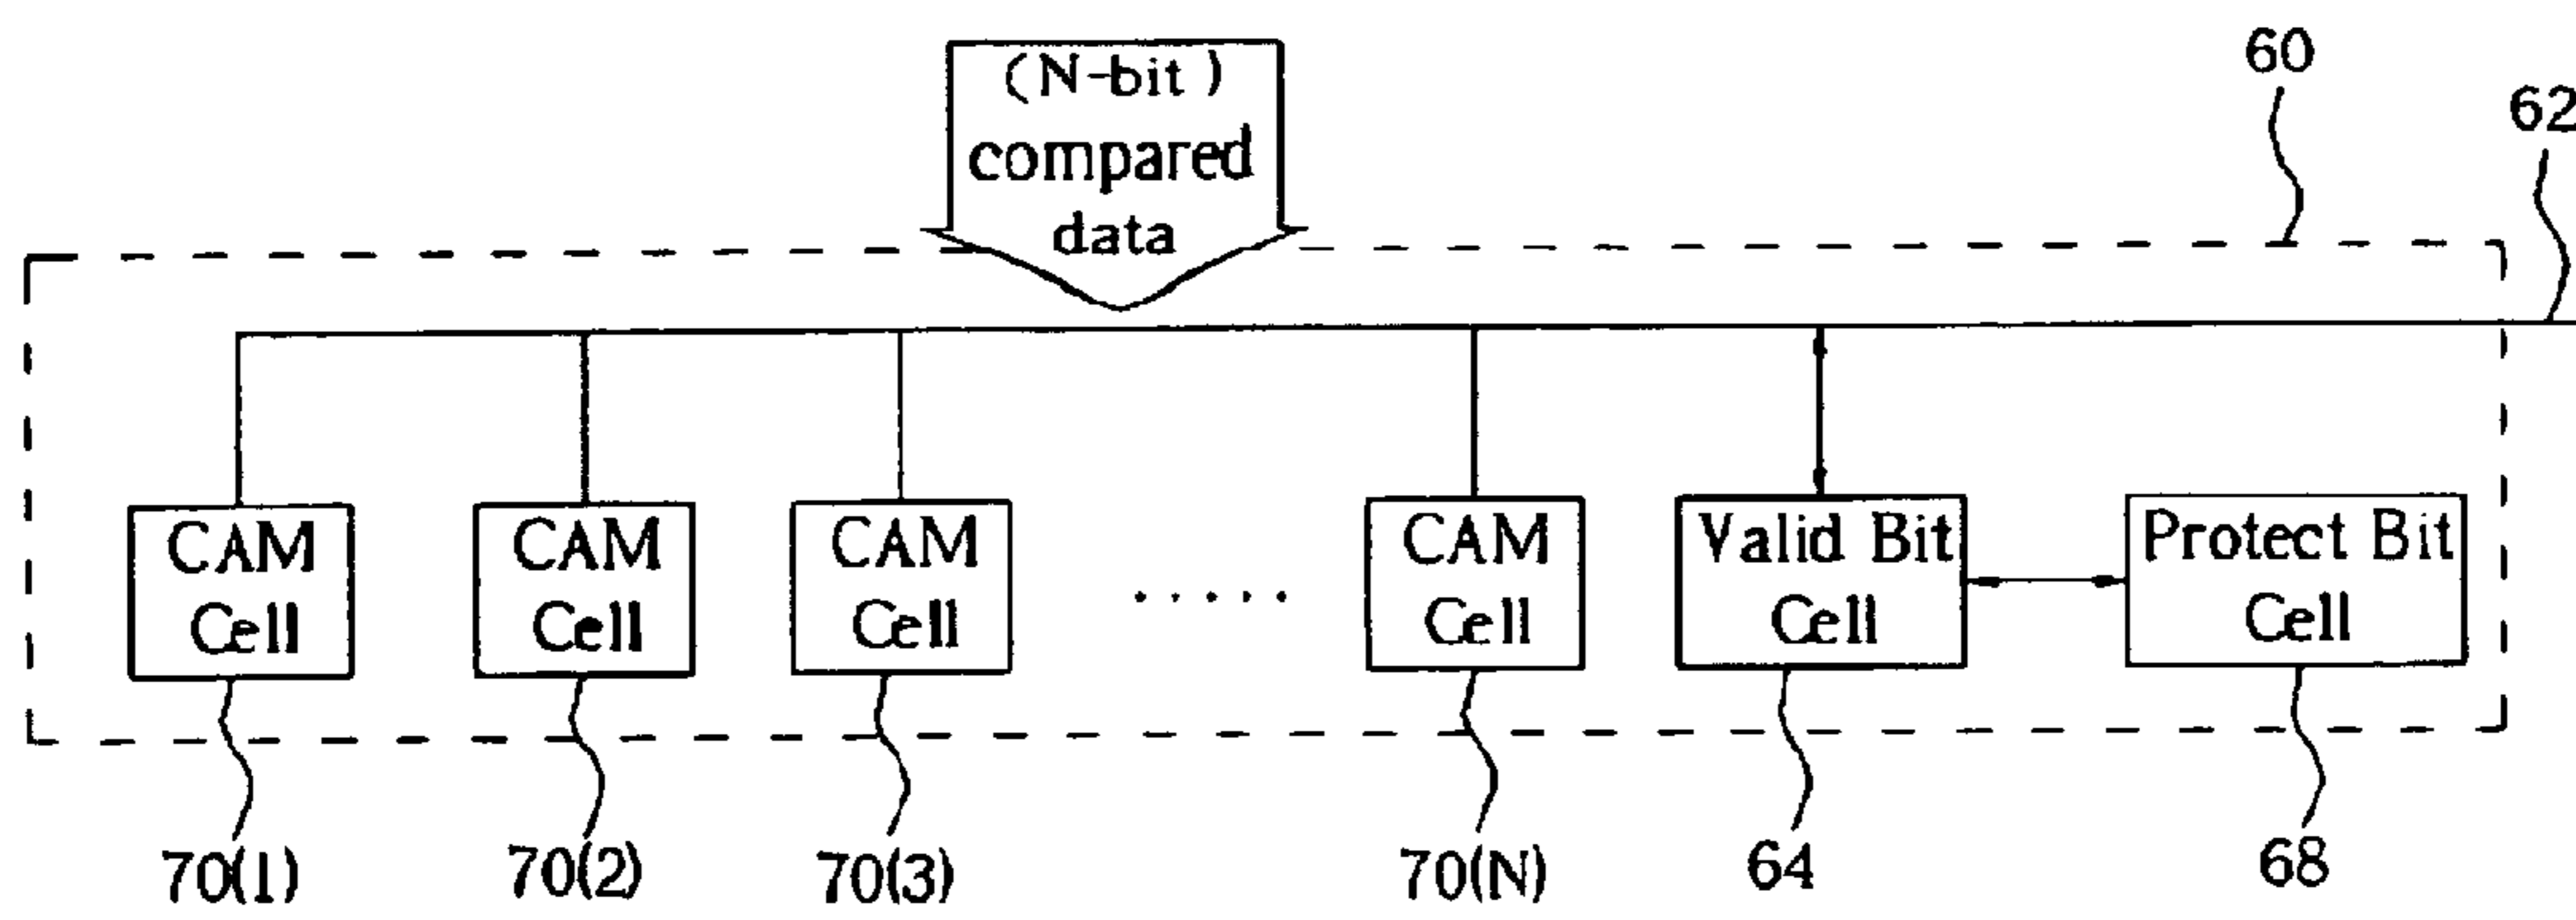 60
62
(N-bit)
compared
data
CAM
Cell
CAM
Cell
CAM
Cell
.....
CAM
Cell
Valid Bit
Cell
Protect Bit
Cell
70(1)
70(2)
70(3)
70(N)
64
68